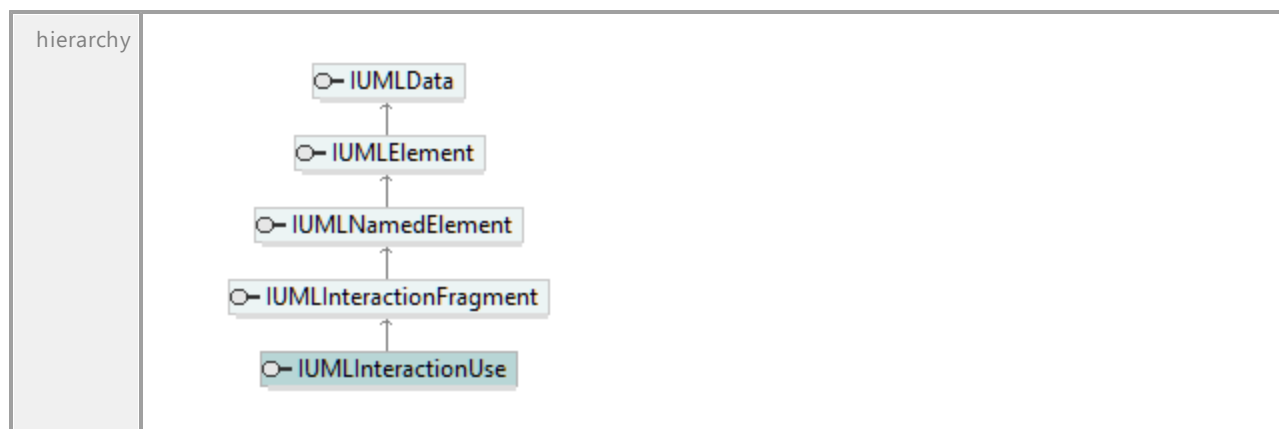 hierarchy
IUMLData
IUMLElement
IUMLNamedElement
IUMLInteractionFragment
IUMLInteractionUse